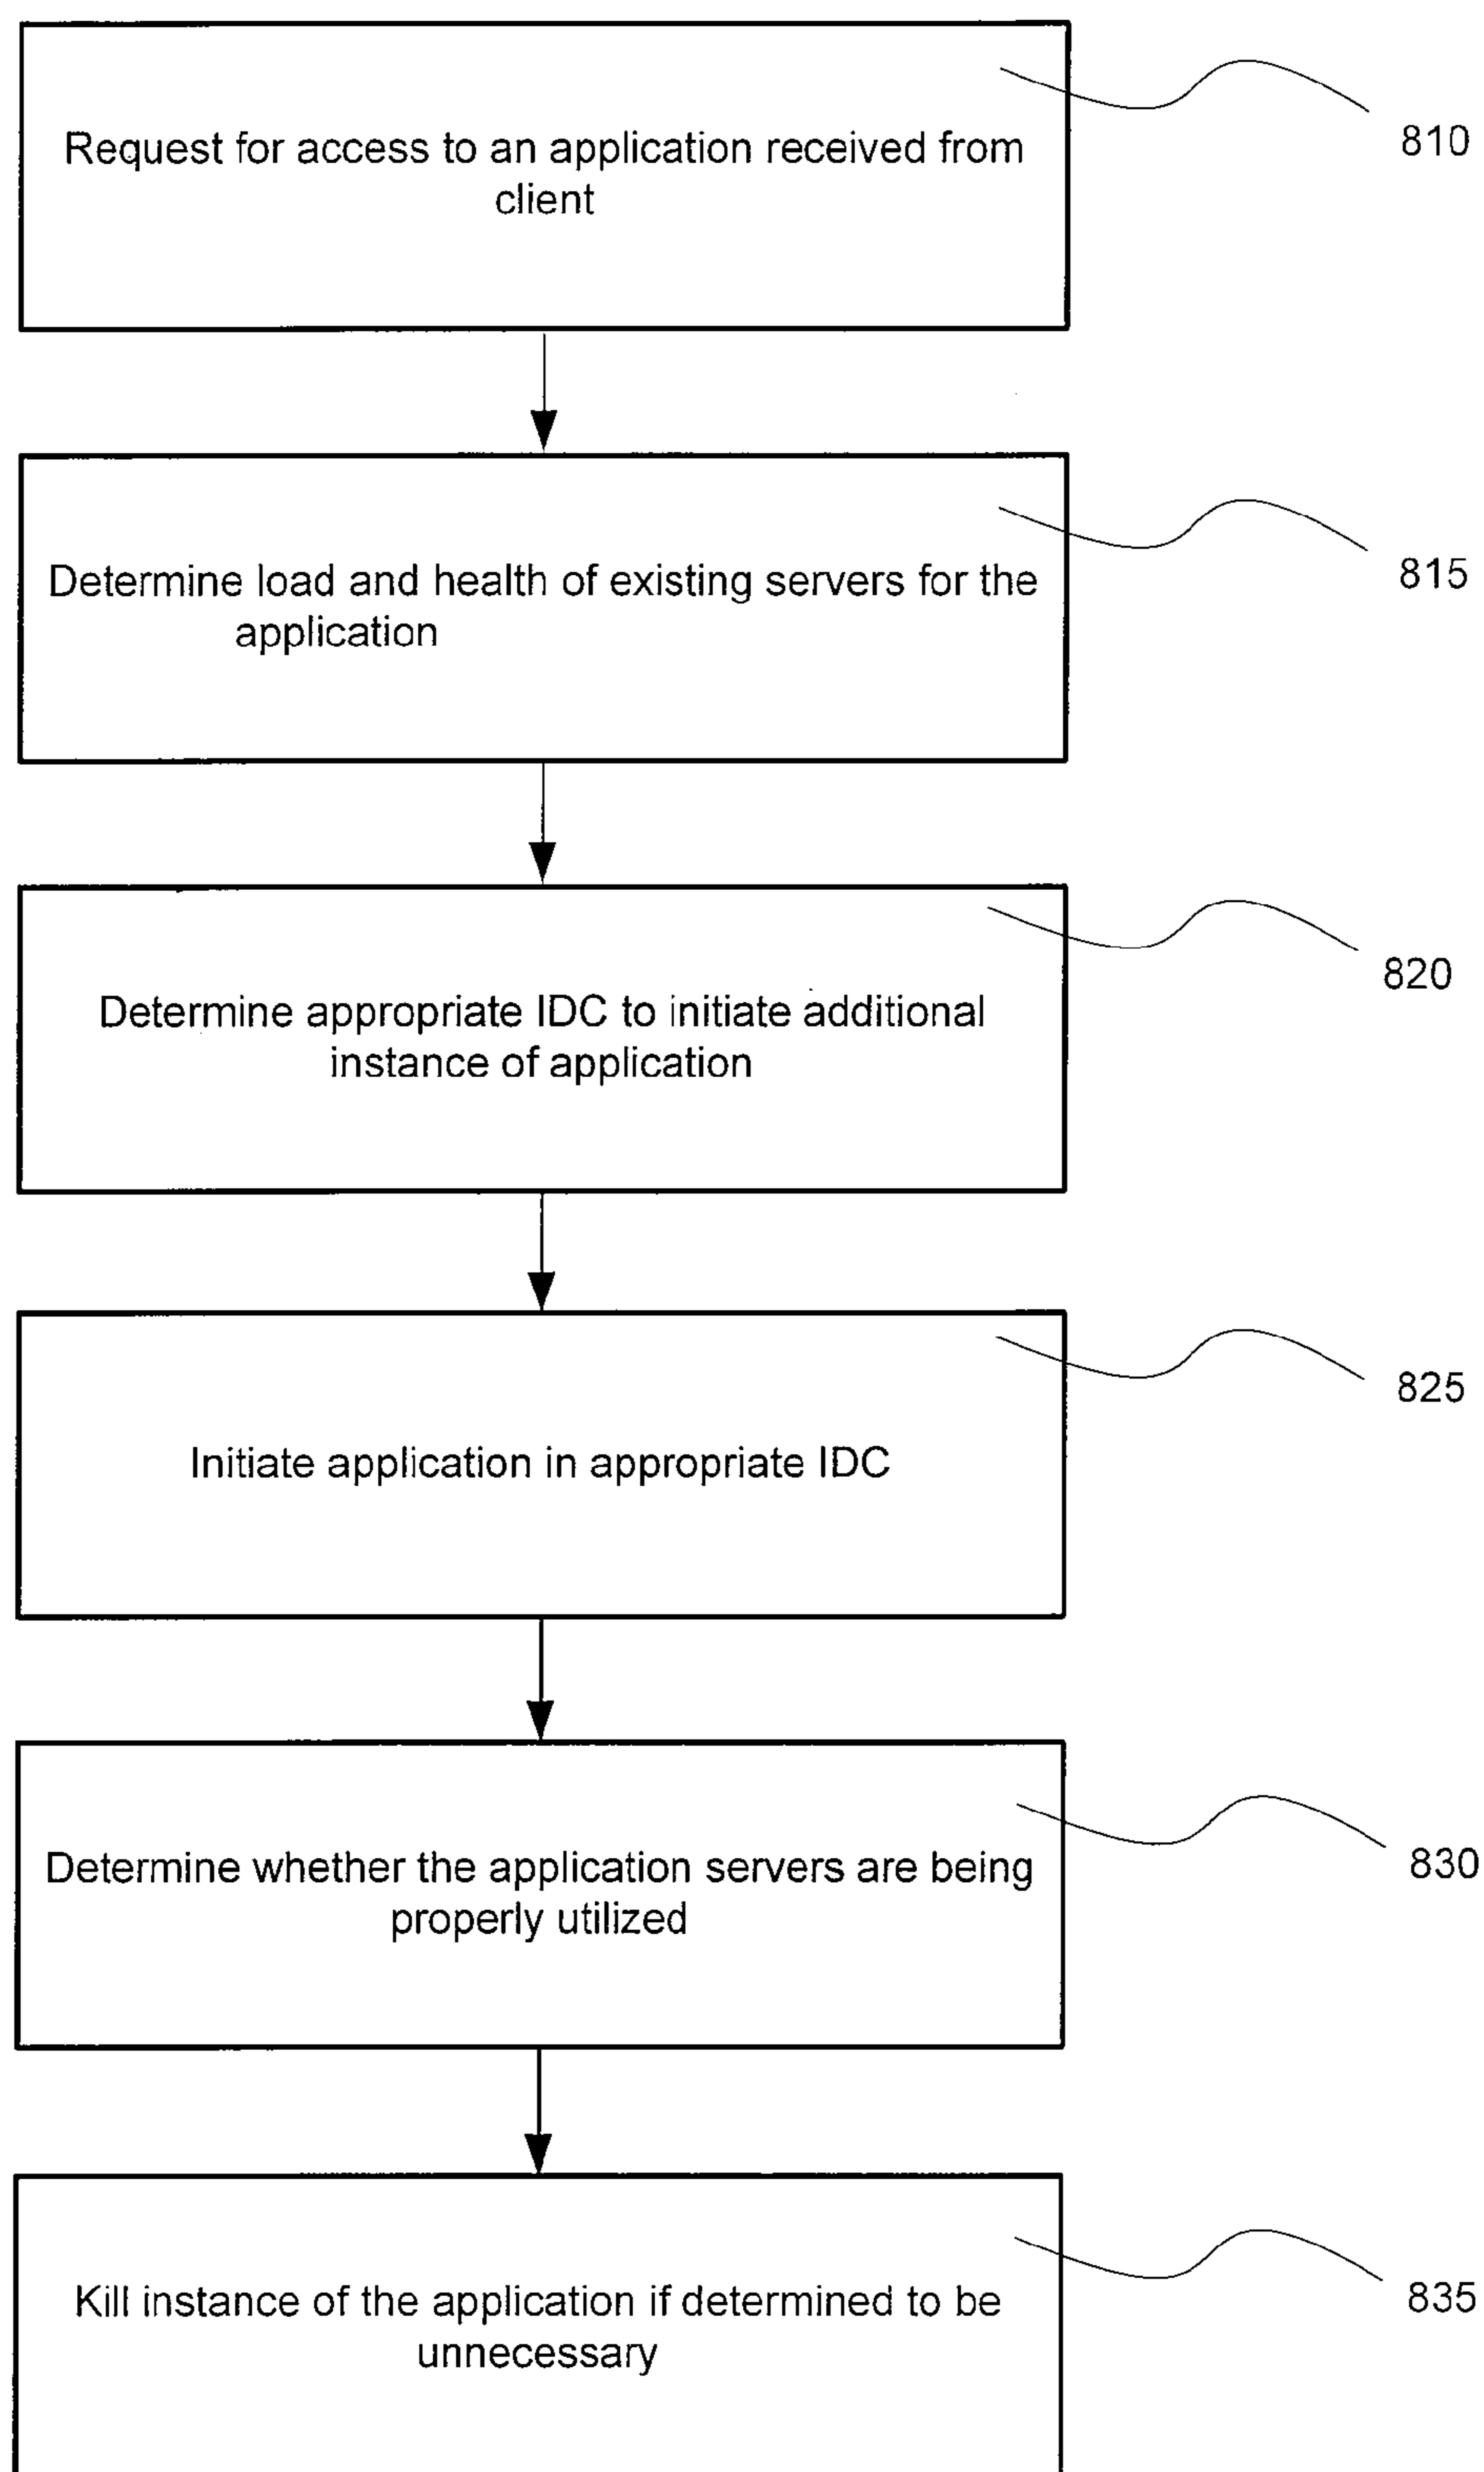 Request for access to an application received from
client
810
Determine load and health of existing servers for the
application
815
Determine appropriate IDC to initiate additional
instance of application
820
Initiate application in appropriate IDC
825
Determine whether the application servers are being
properly utilized
830
Kill instance of the application if determined to be
unnecessary
835